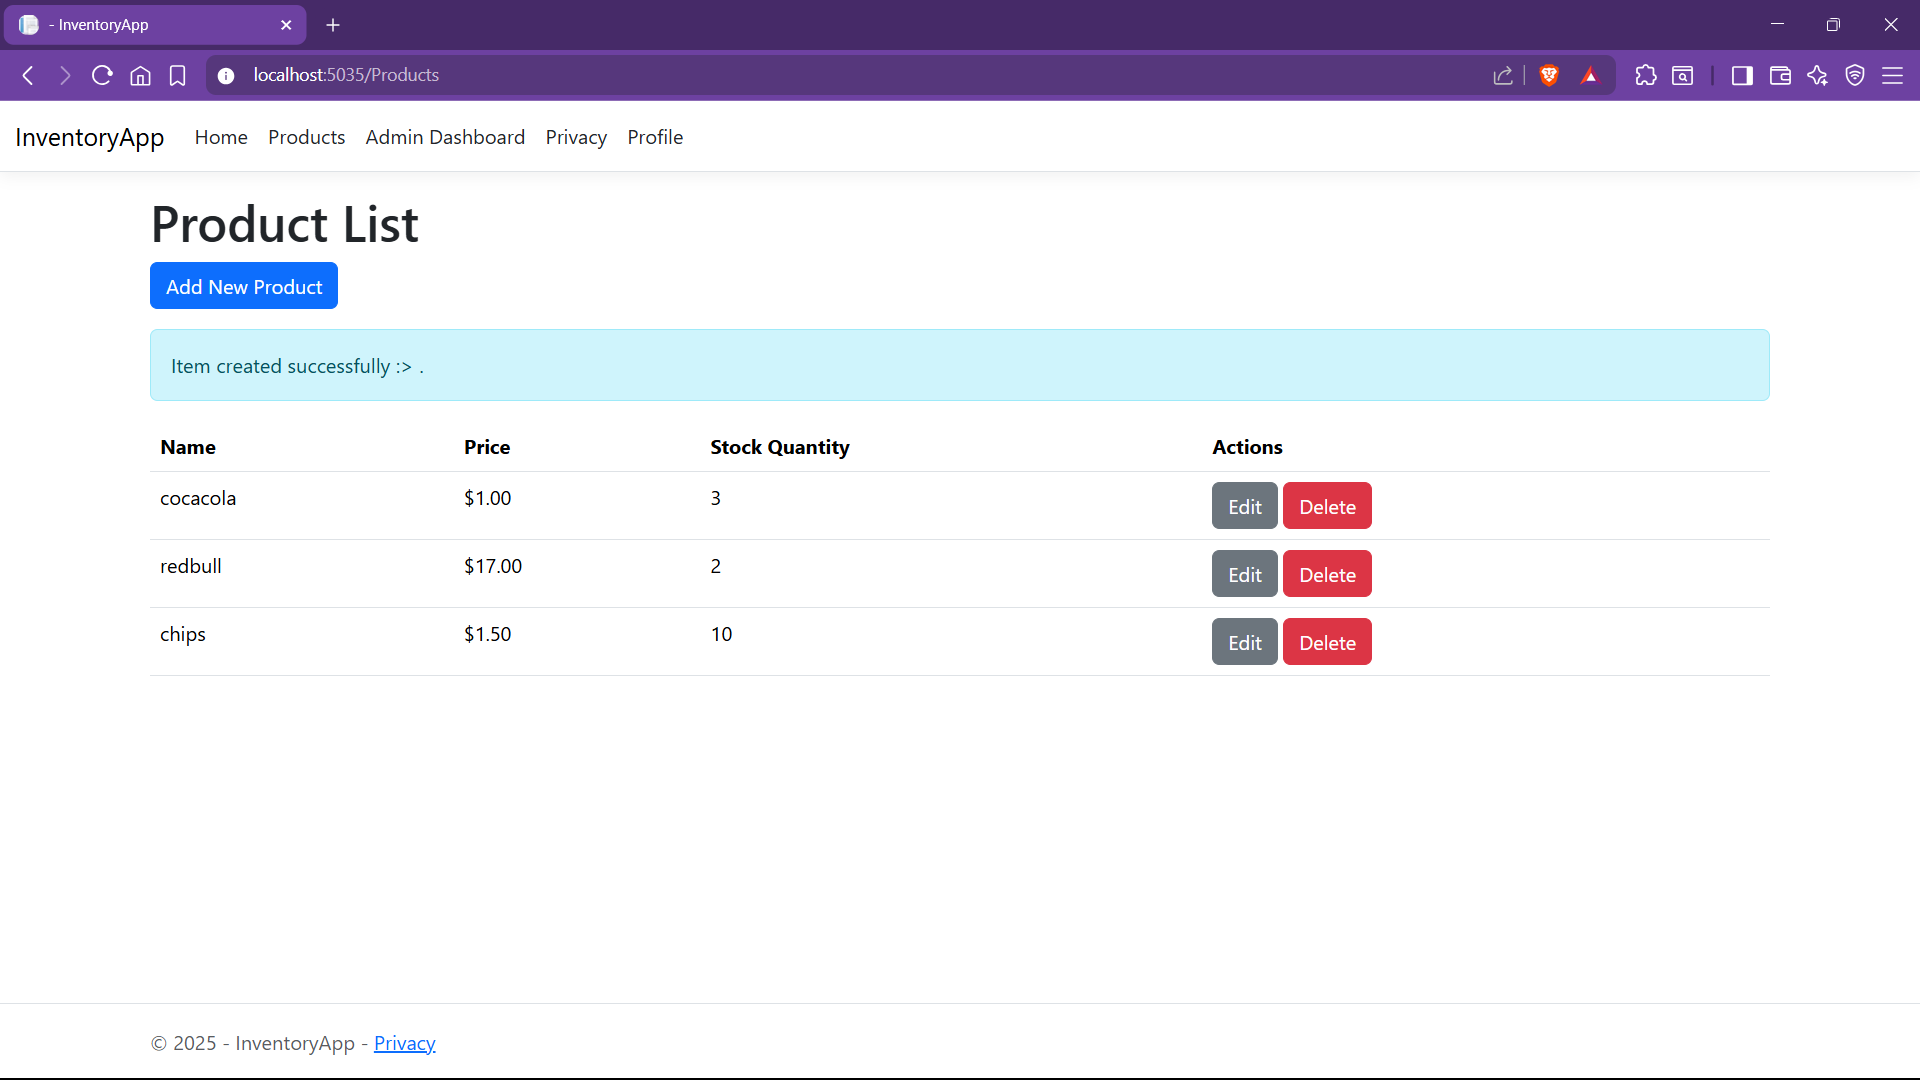 - InventoryApp
localhost:5035/Products
InventoryApp Home Products Admin Dashboard Privacy Profile
Product List
Add New Product
Item created successfully :> .
Name Price Stock Quantity Actions
cocacola $1.00 3 Edit Delete
redbull $17.00 2 Edit Delete
chips $1.50 10 Edit Delete
© 2025 - InventoryApp - Privacy